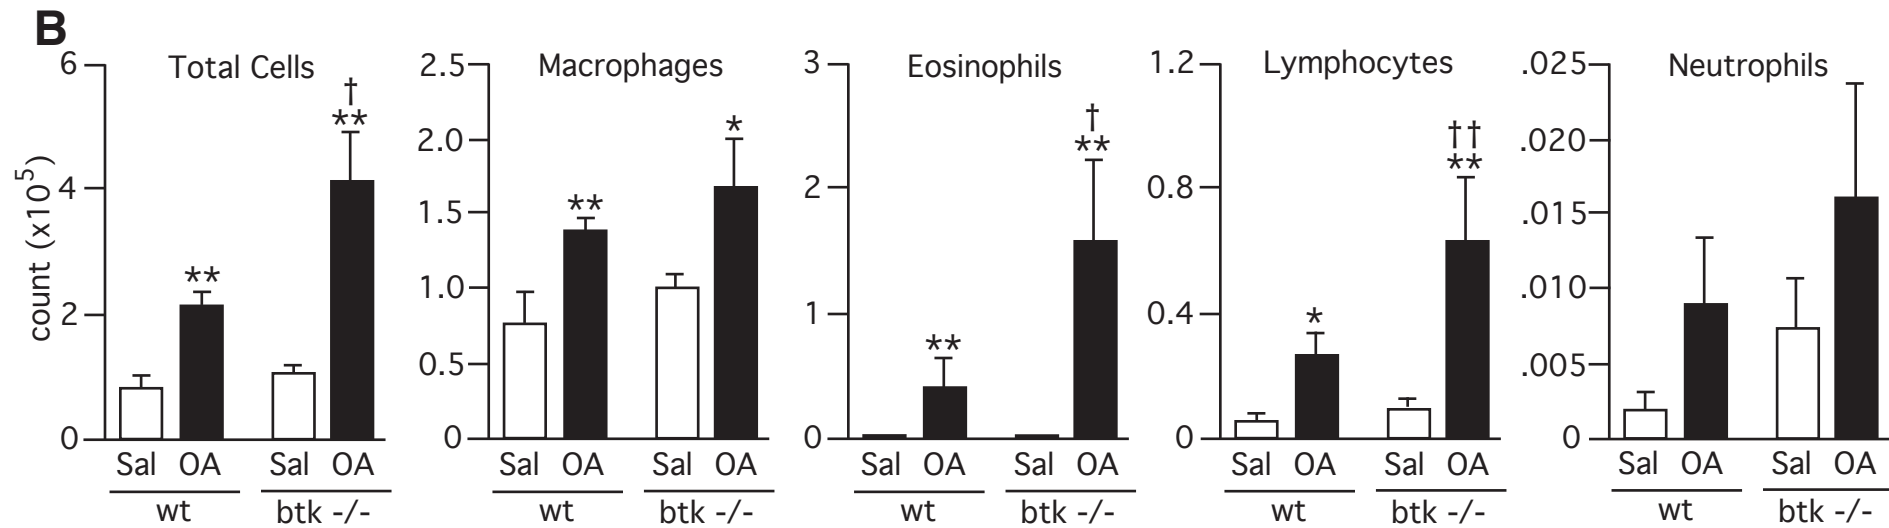 B
Total Cells
6
4
2
0
count (x10⁵)
**
†
**
Sal OA Sal OA
wt btk -/-
Macrophages
2.5
2.0
1.5
1.0
0.5
0
**
*
Sal OA Sal OA
wt btk -/-
Eosinophils
3
2
1
0
**
†
**
Sal OA Sal OA
wt btk -/-
Lymphocytes
1.2
0.8
0.4
0
*
††
**
Sal OA Sal OA
wt btk -/-
Neutrophils
.025
.020
.015
.010
.005
0
Sal OA Sal OA
wt btk -/-